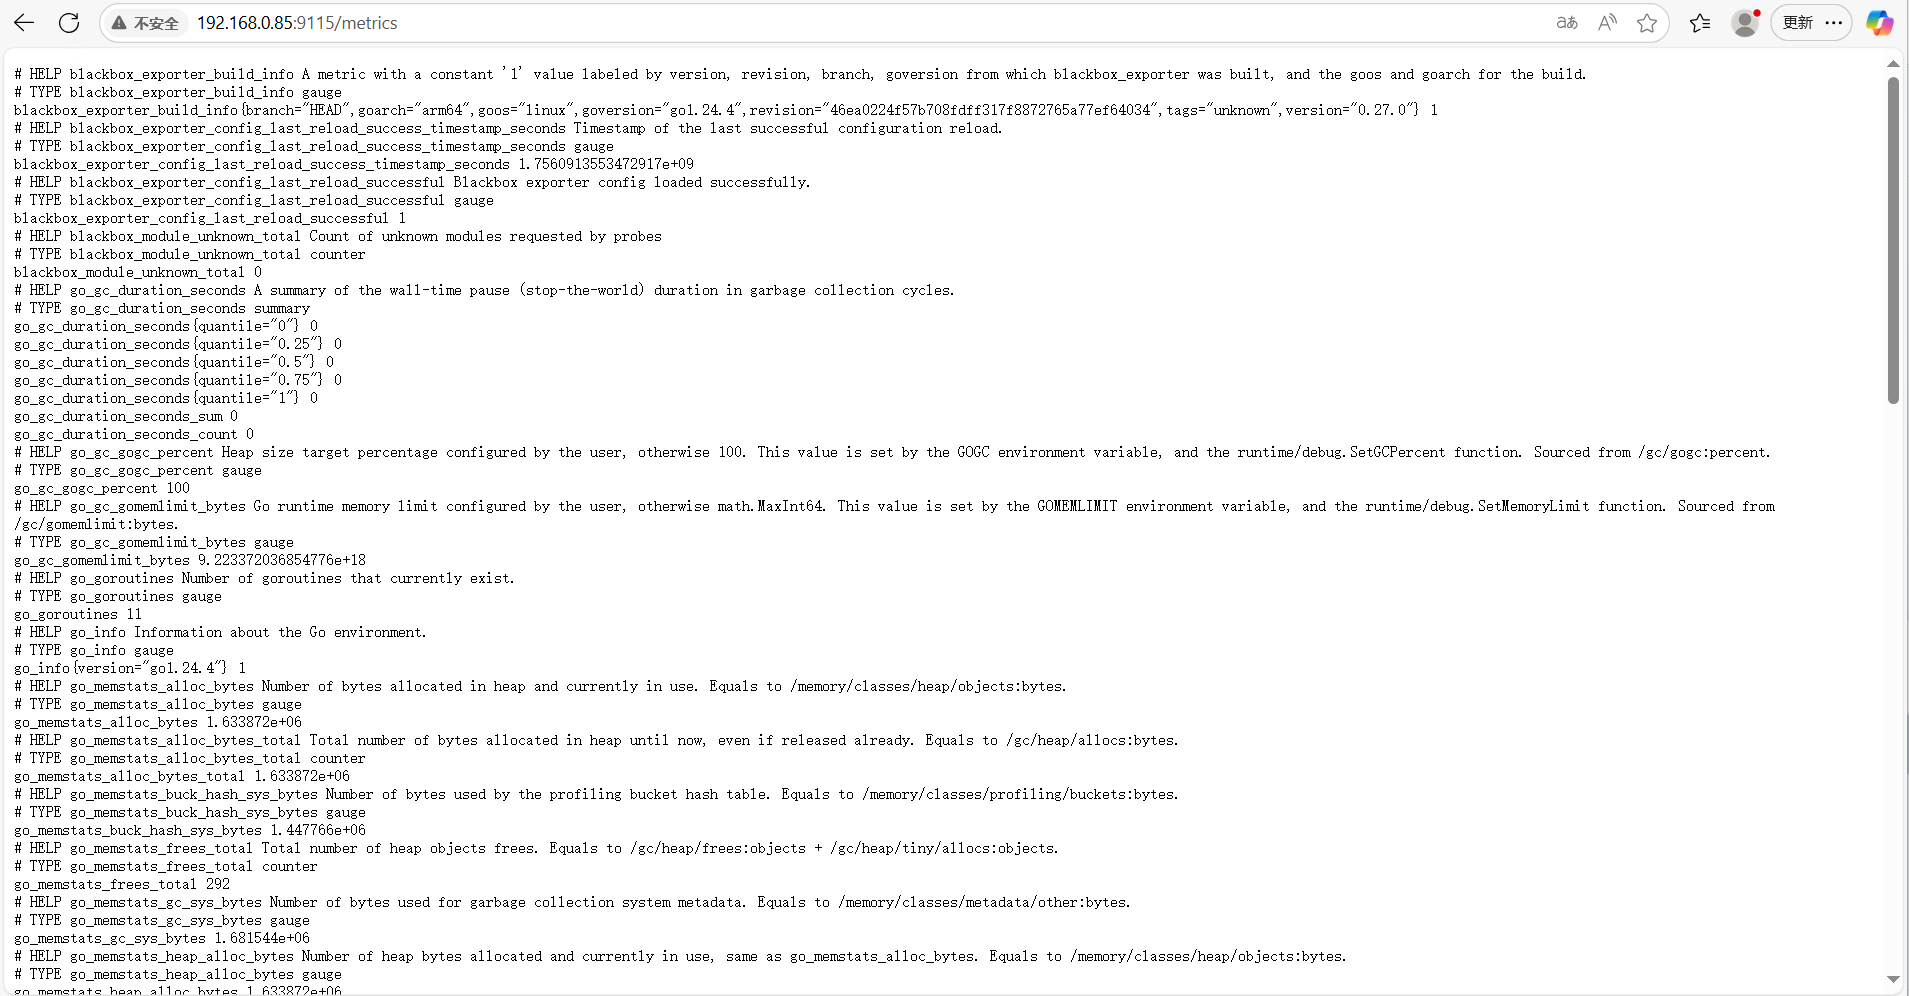 不安全 192.168.0.85:9115/metrics 更新
# HELP blackbox_exporter_build_info A metric with a constant '1' value labeled by version, revision, branch, goversion from which blackbox_exporter was built, and the goos and goarch for the build.
# TYPE blackbox_exporter_build_info gauge
blackbox_exporter_build_info{branch="HEAD",goarch="arm64",goos="linux",goversion="go1.24.4",revision="46ea0224f57b708fdff317f8872765a77ef64034",tags="unknown",version="0.27.0"} 1
# HELP blackbox_exporter_config_last_reload_success_timestamp_seconds Timestamp of the last successful configuration reload.
# TYPE blackbox_exporter_config_last_reload_success_timestamp_seconds gauge
blackbox_exporter_config_last_reload_success_timestamp_seconds 1.7560913553472917e+09
# HELP blackbox_exporter_config_last_reload_successful Blackbox exporter config loaded successfully.
# TYPE blackbox_exporter_config_last_reload_successful gauge
blackbox_exporter_config_last_reload_successful 1
# HELP blackbox_module_unknown_total Count of unknown modules requested by probes
# TYPE blackbox_module_unknown_total counter
blackbox_module_unknown_total 0
# HELP go_gc_duration_seconds A summary of the wall-time pause (stop-the-world) duration in garbage collection cycles.
# TYPE go_gc_duration_seconds summary
go_gc_duration_seconds{quantile="0"} 0
go_gc_duration_seconds{quantile="0.25"} 0
go_gc_duration_seconds{quantile="0.5"} 0
go_gc_duration_seconds{quantile="0.75"} 0
go_gc_duration_seconds{quantile="1"} 0
go_gc_duration_seconds_sum 0
go_gc_duration_seconds_count 0
# HELP go_gc_gogc_percent Heap size target percentage configured by the user, otherwise 100. This value is set by the GOGC environment variable, and the runtime/debug.SetGCPercent function. Sourced from /gc/gogc:percent.
# TYPE go_gc_gogc_percent gauge
go_gc_gogc_percent 100
# HELP go_gc_gomemlimit_bytes Go runtime memory limit configured by the user, otherwise math.MaxInt64. This value is set by the GOMEMLIMIT environment variable, and the runtime/debug.SetMemoryLimit function. Sourced from
/gc/gomemlimit:bytes.
# TYPE go_gc_gomemlimit_bytes gauge
go_gc_gomemlimit_bytes 9.223372036854776e+18
# HELP go_goroutines Number of goroutines that currently exist.
# TYPE go_goroutines gauge
go_goroutines 11
# HELP go_info Information about the Go environment.
# TYPE go_info gauge
go_info{version="go1.24.4"} 1
# HELP go_memstats_alloc_bytes Number of bytes allocated in heap and currently in use. Equals to /memory/classes/heap/objects:bytes.
# TYPE go_memstats_alloc_bytes gauge
go_memstats_alloc_bytes 1.633872e+06
# HELP go_memstats_alloc_bytes_total Total number of bytes allocated in heap until now, even if released already. Equals to /gc/heap/allocs:bytes.
# TYPE go_memstats_alloc_bytes_total counter
go_memstats_alloc_bytes_total 1.633872e+06
# HELP go_memstats_buck_hash_sys_bytes Number of bytes used by the profiling bucket hash table. Equals to /memory/classes/profiling/buckets:bytes.
# TYPE go_memstats_buck_hash_sys_bytes gauge
go_memstats_buck_hash_sys_bytes 1.447766e+06
# HELP go_memstats_frees_total Total number of heap objects frees. Equals to /gc/heap/frees:objects + /gc/heap/tiny/allocs:objects.
# TYPE go_memstats_frees_total counter
go_memstats_frees_total 292
# HELP go_memstats_gc_sys_bytes Number of bytes used for garbage collection system metadata. Equals to /memory/classes/metadata/other:bytes.
# TYPE go_memstats_gc_sys_bytes gauge
go_memstats_gc_sys_bytes 1.681544e+06
# HELP go_memstats_heap_alloc_bytes Number of heap bytes allocated and currently in use, same as go_memstats_alloc_bytes. Equals to /memory/classes/heap/objects:bytes.
# TYPE go_memstats_heap_alloc_bytes gauge
go_memstats_heap_alloc_bytes 1.633872e+06